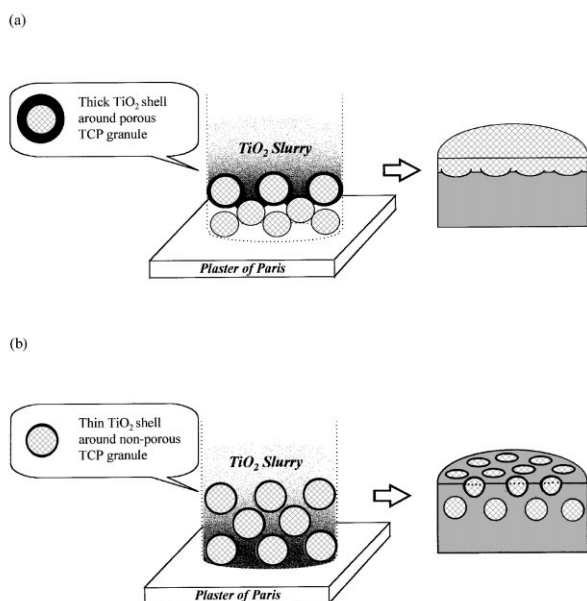 (a)
Thick TiO₂ shell
around porous
TCP granule
TiO₂ Slurry
Plaster of Paris
(b)
Thin TiO₂ shell
around non-porous
TCP granule
TiO₂ Slurry
Plaster of Paris